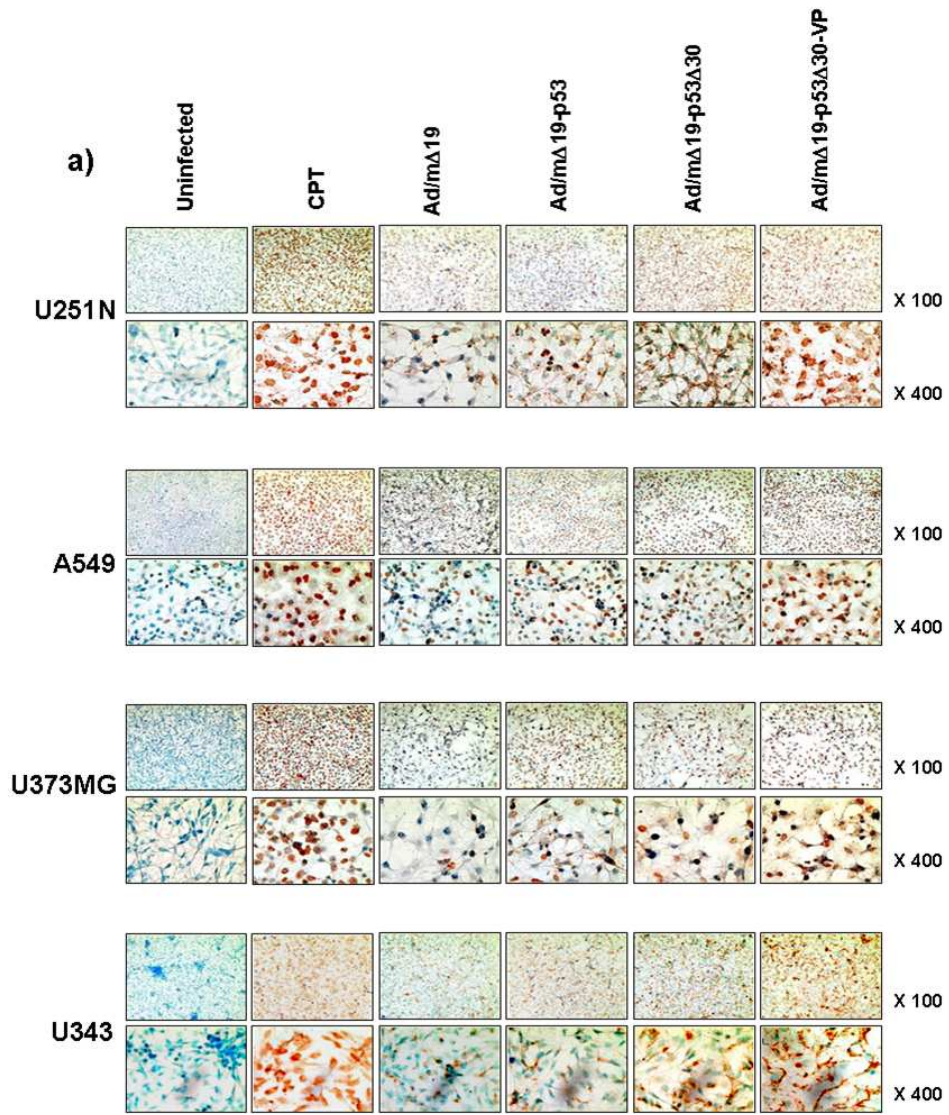 a)
Uninfected
CPT
Ad/mΔ19
Ad/mΔ19-p53
Ad/mΔ19-p53Δ30
Ad/mΔ19-p53Δ30-VP
U251N
X 100
X 400
A549
X 100
X 400
U373MG
X 100
X 400
U343
X 100
X 400